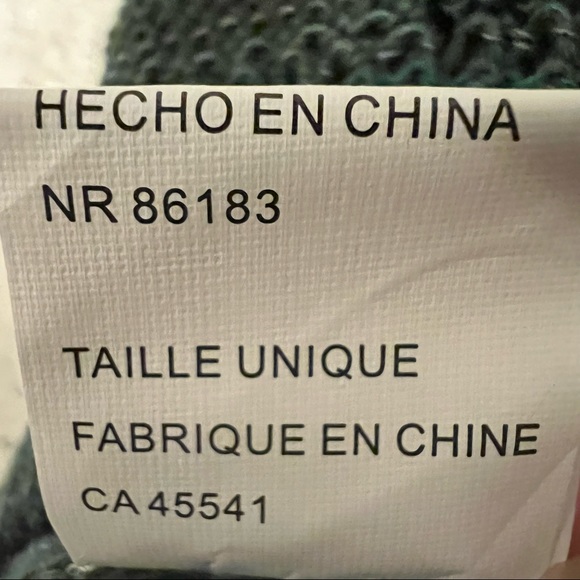 HECHO EN CHINA
NR 86183
TAILLE UNIQUE
FABRIQUE EN CHINE
CA 45541